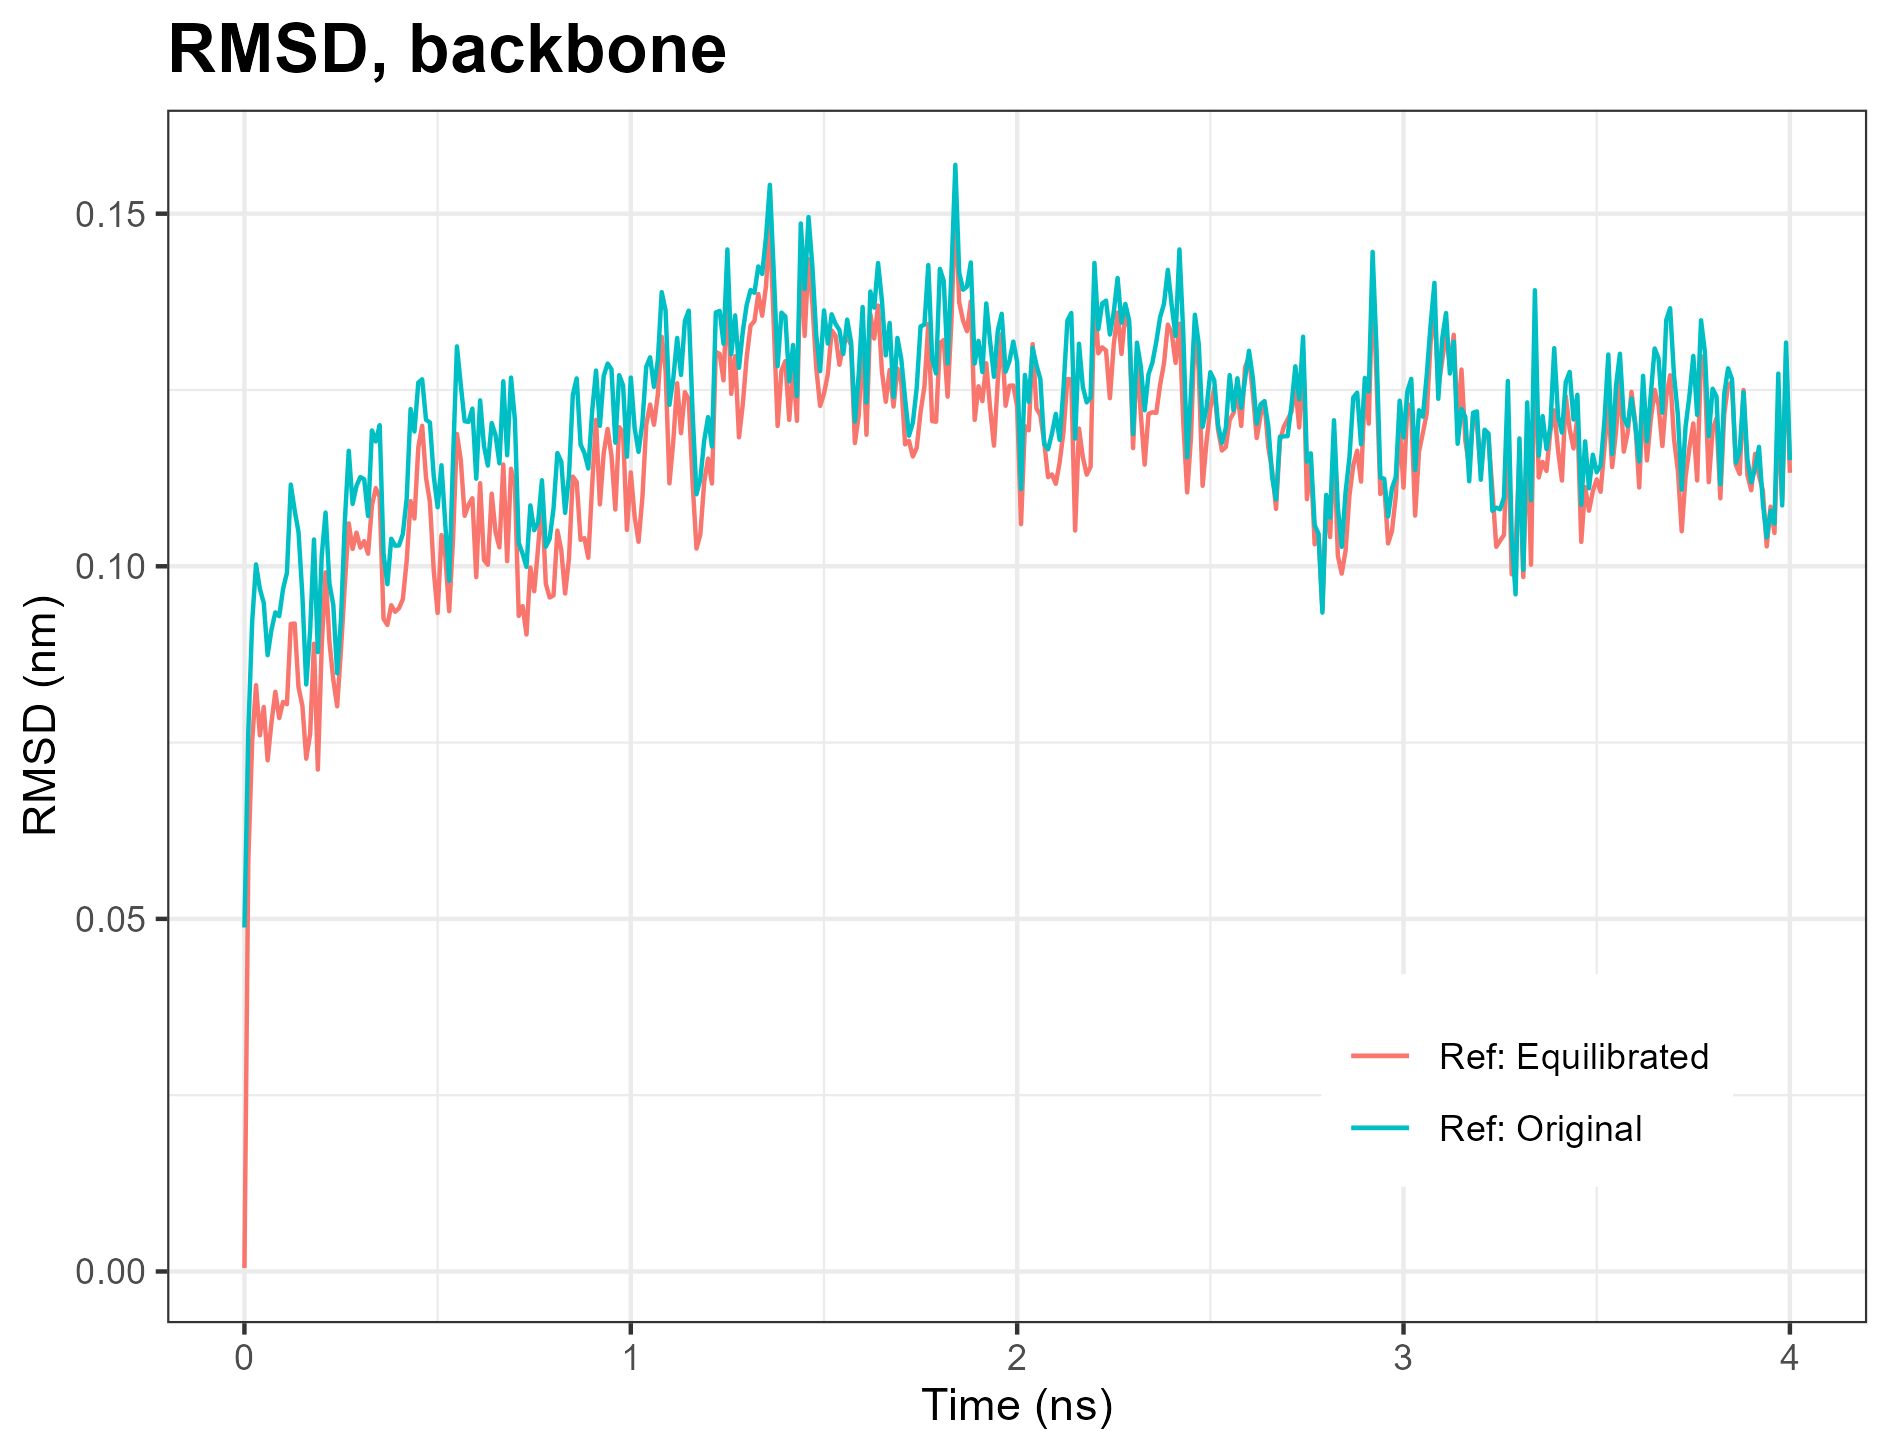 RMSD, backbone
RMSD (nm)
0.15
0.10
0.05
0.00
Ref: Equilibrated
Ref: Original
0 1 2 3 4
Time (ns)